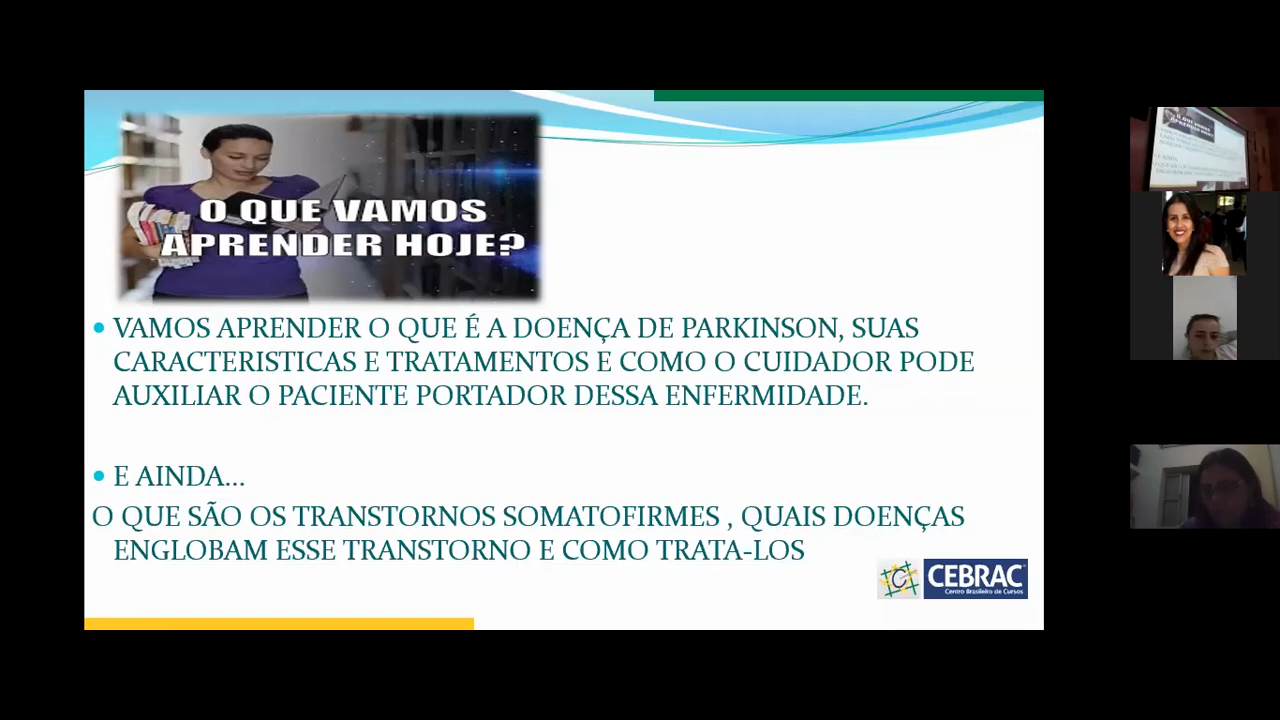 O QUE VAMOS
APRENDER HOJE?
• VAMOS APRENDER O QUE É A DOENÇA DE PARKINSON, SUAS
CARACTERISTICAS E TRATAMENTOS E COMO O CUIDADOR PODE
AUXILIAR O PACIENTE PORTADOR DESSA ENFERMIDADE.
• E AINDA...
O QUE SÃO OS TRANSTORNOS SOMATOFIRMES , QUAIS DOENÇAS
ENGLOBAM ESSE TRANSTORNO E COMO TRATA-LOS
C CEBRAC
Centro Brasileiro de Cursos